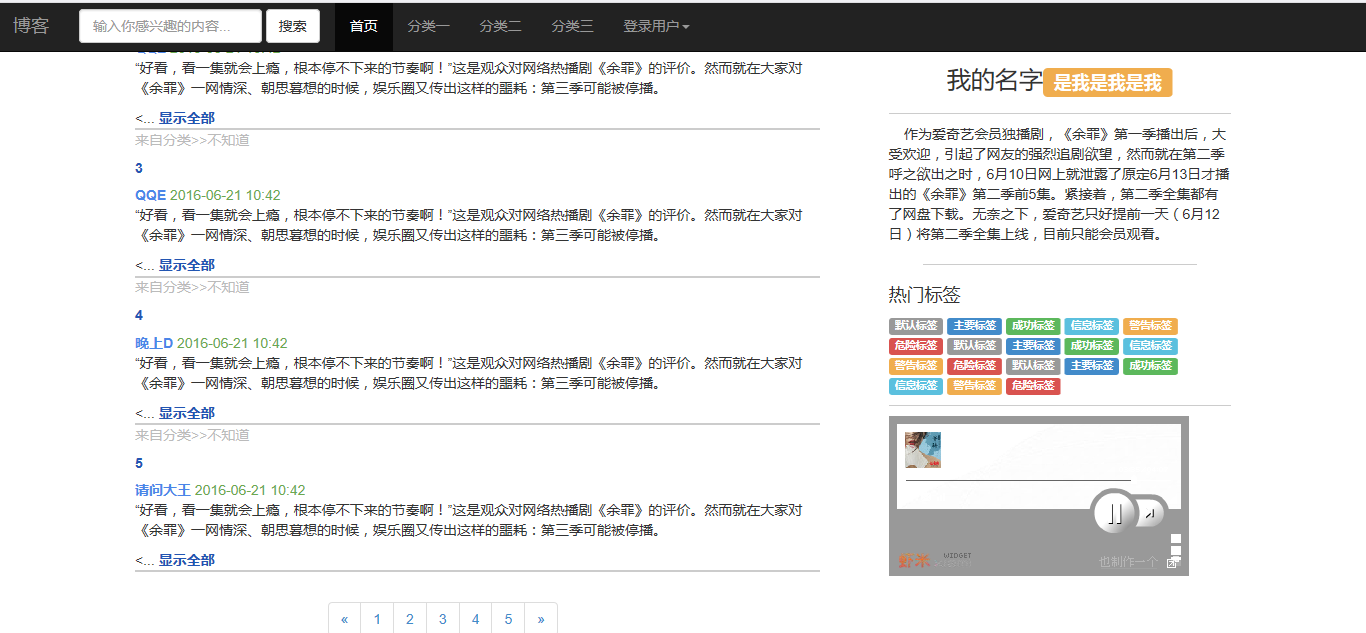 博客
输入你感兴趣的内容...
搜索
首页
分类一
分类二
分类三
登录用户
“好看，看一集就会上瘾，根本停不下来的节奏啊！”这是观众对网络热播剧《余罪》的评价。然而就在大家对
《余罪》一网情深、朝思暮想的时候，娱乐圈又传出这样的噩耗：第三季可能被停播。
<... 显示全部
来自分类>>不知道
3
QQE 2016-06-21 10:42
“好看，看一集就会上瘾，根本停不下来的节奏啊！”这是观众对网络热播剧《余罪》的评价。然而就在大家对
《余罪》一网情深、朝思暮想的时候，娱乐圈又传出这样的噩耗：第三季可能被停播。
<... 显示全部
来自分类>>不知道
4
晚上D 2016-06-21 10:42
“好看，看一集就会上瘾，根本停不下来的节奏啊！”这是观众对网络热播剧《余罪》的评价。然而就在大家对
《余罪》一网情深、朝思暮想的时候，娱乐圈又传出这样的噩耗：第三季可能被停播。
<... 显示全部
来自分类>>不知道
5
请问大王 2016-06-21 10:42
“好看，看一集就会上瘾，根本停不下来的节奏啊！”这是观众对网络热播剧《余罪》的评价。然而就在大家对
《余罪》一网情深、朝思暮想的时候，娱乐圈又传出这样的噩耗：第三季可能被停播。
<... 显示全部
« 1 2 3 4 5 »
我的名字 是我是我是我
作为爱奇艺会员独播剧，《余罪》第一季播出后，大
受欢迎，引起了网友的强烈追剧欲望，然而就在第二季
呼之欲出之时，6月10日网上就泄露了原定6月13日才播
出的《余罪》第二季前5集。紧接着，第二季全集都有
了网盘下载。无奈之下，爱奇艺只好提前一天（6月12
日）将第二季全集上线，目前只能会员观看。
热门标签
默认标签 主要标签 成功标签 信息标签 警告标签
危险标签 默认标签 主要标签 成功标签 信息标签
警告标签 危险标签 默认标签 主要标签 成功标签
信息标签 警告标签 危险标签
虾米 WIDGET
也制作一个